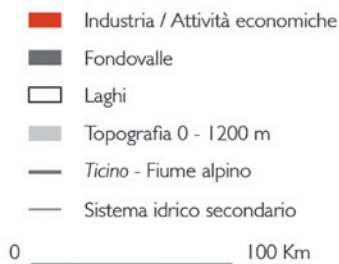 Industria / Attività economiche
Fondovalle
Laghi
Topografia 0 - 1200 m
Ticino - Fiume alpino
Sistema idrico secondario
0 100 Km